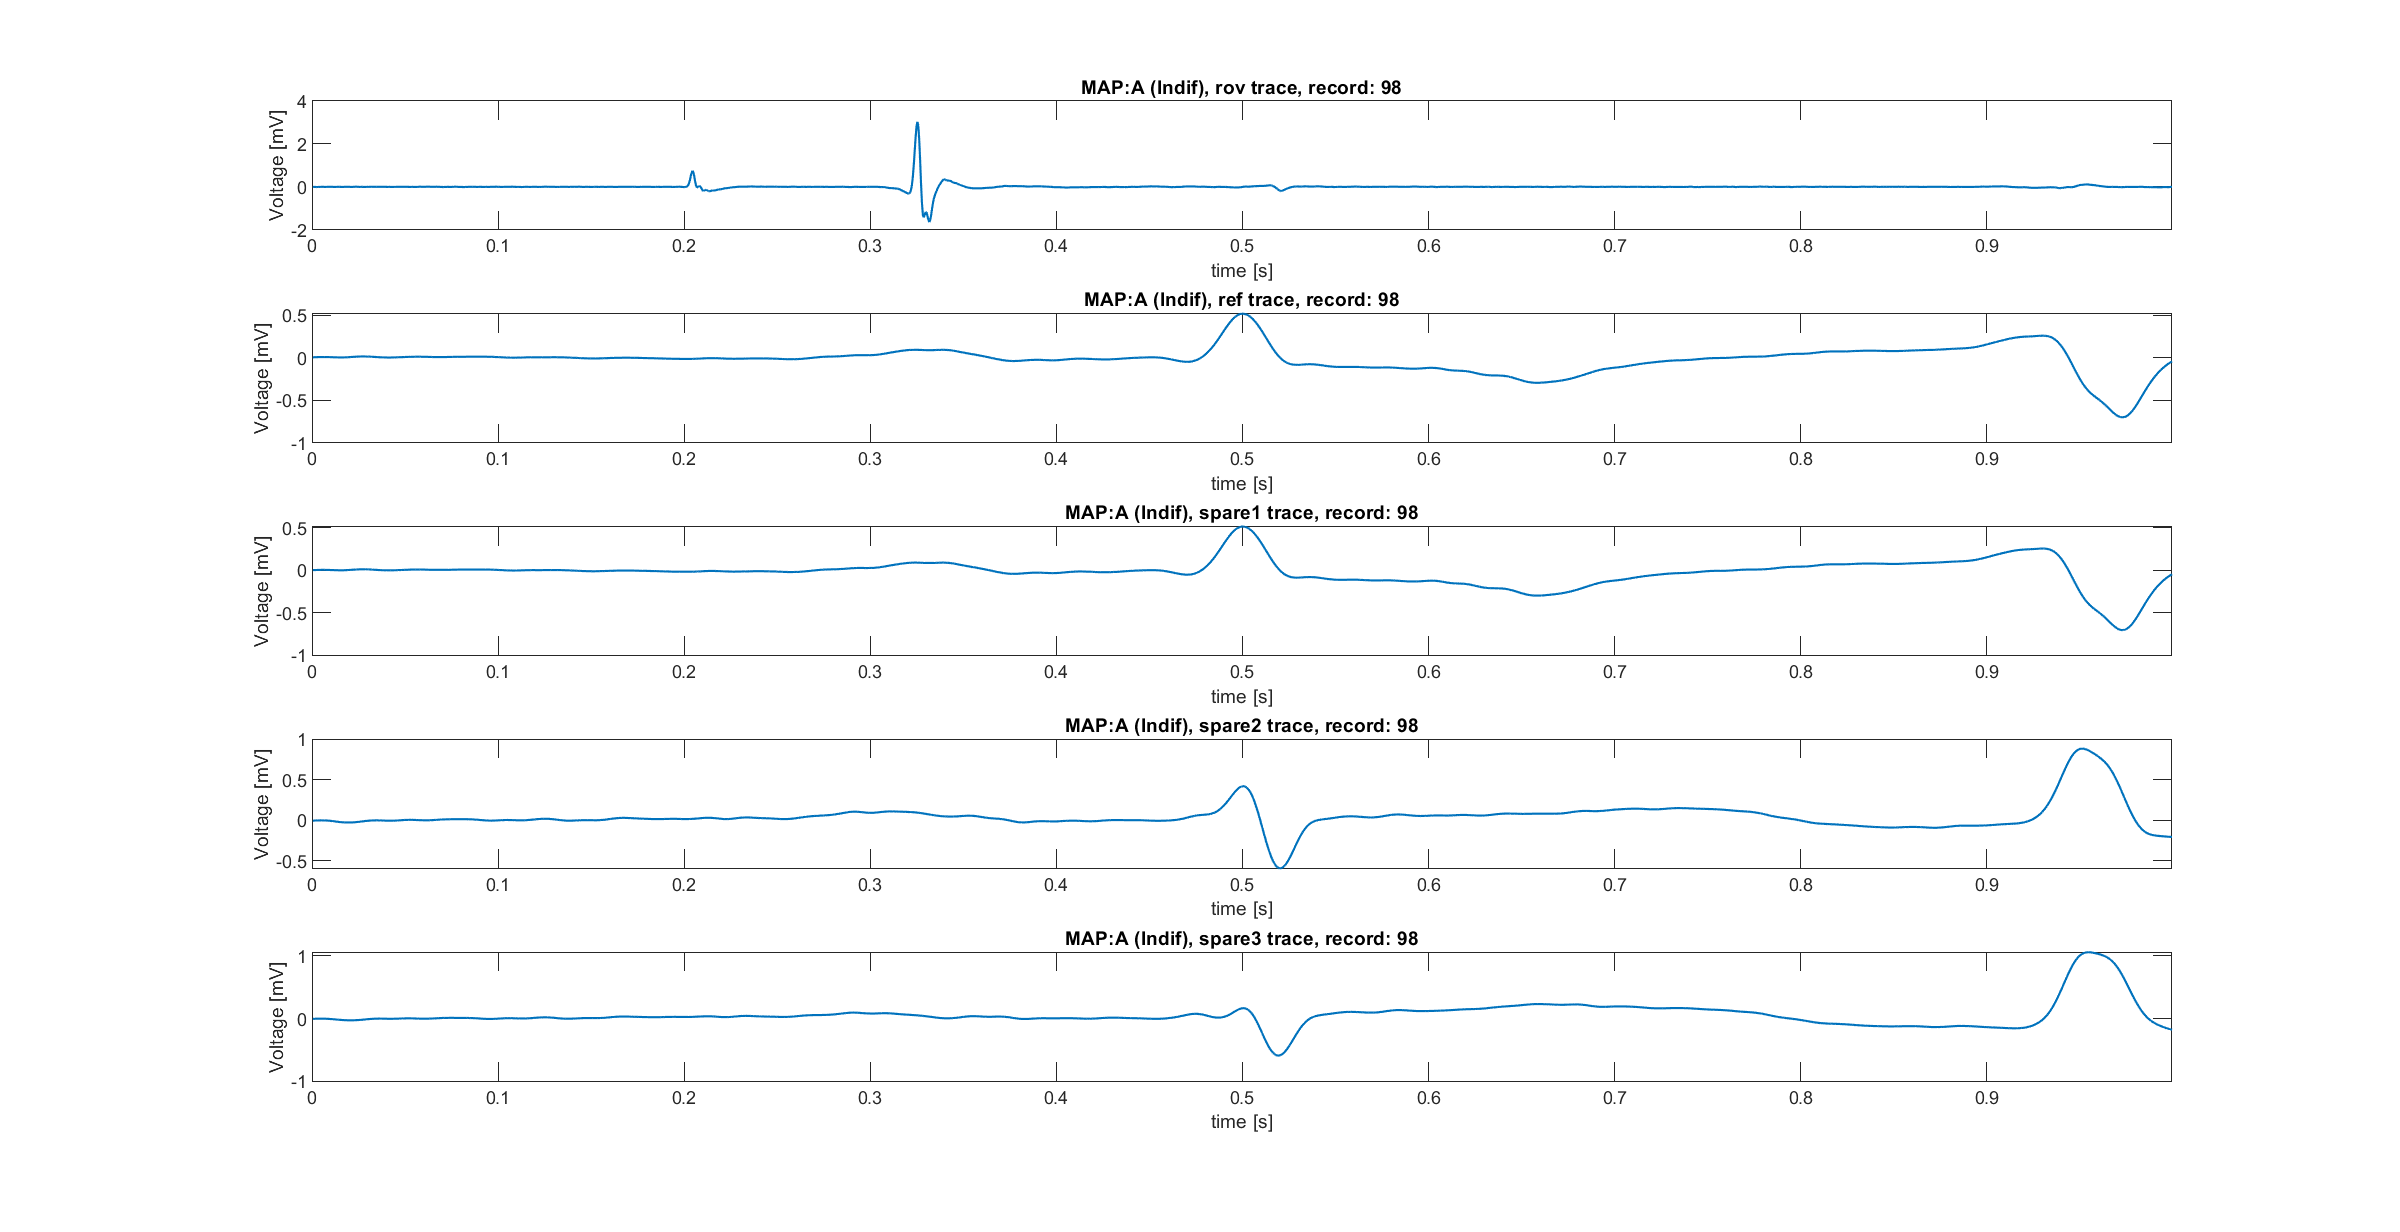 MAP:A (Indif), rov trace, record: 98
Voltage [mV]
4
2
0
-2
0 0.1 0.2 0.3 0.4 0.5 0.6 0.7 0.8 0.9
time [s]
MAP:A (Indif), ref trace, record: 98
Voltage [mV]
0.5
0
-0.5
-1
0 0.1 0.2 0.3 0.4 0.5 0.6 0.7 0.8 0.9
time [s]
MAP:A (Indif), spare1 trace, record: 98
Voltage [mV]
0.5
0
-0.5
-1
0 0.1 0.2 0.3 0.4 0.5 0.6 0.7 0.8 0.9
time [s]
MAP:A (Indif), spare2 trace, record: 98
Voltage [mV]
1
0.5
0
-0.5
0 0.1 0.2 0.3 0.4 0.5 0.6 0.7 0.8 0.9
time [s]
MAP:A (Indif), spare3 trace, record: 98
Voltage [mV]
1
0
-1
0 0.1 0.2 0.3 0.4 0.5 0.6 0.7 0.8 0.9
time [s]